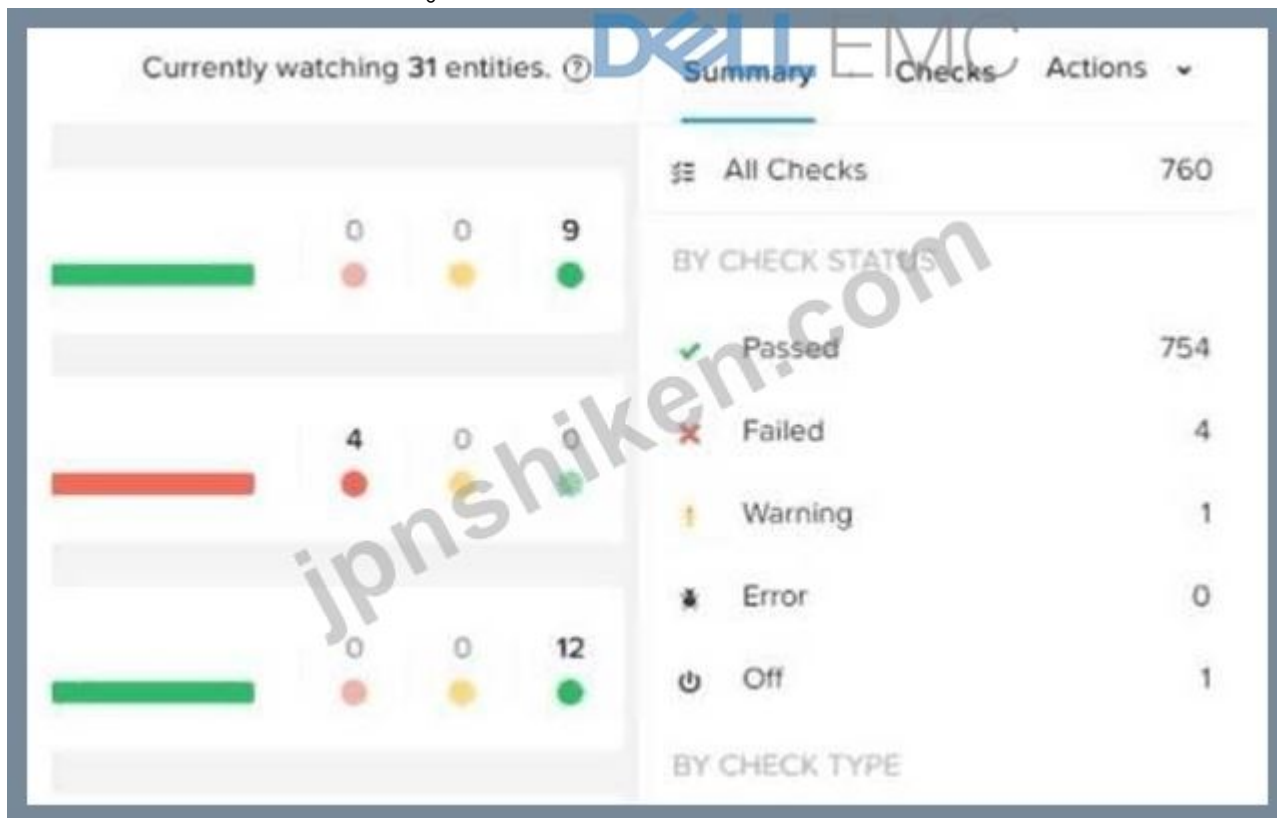 Currently watching 31 entities. ?
DELL EMC
Summary Checks Actions
All Checks 760
0 0 9
BY CHECK STATUS
Passed 754
4 0 0
Failed 4
Warning 1
Error 0
0 0 12
Off 1
BY CHECK TYPE
jpnshiken.com